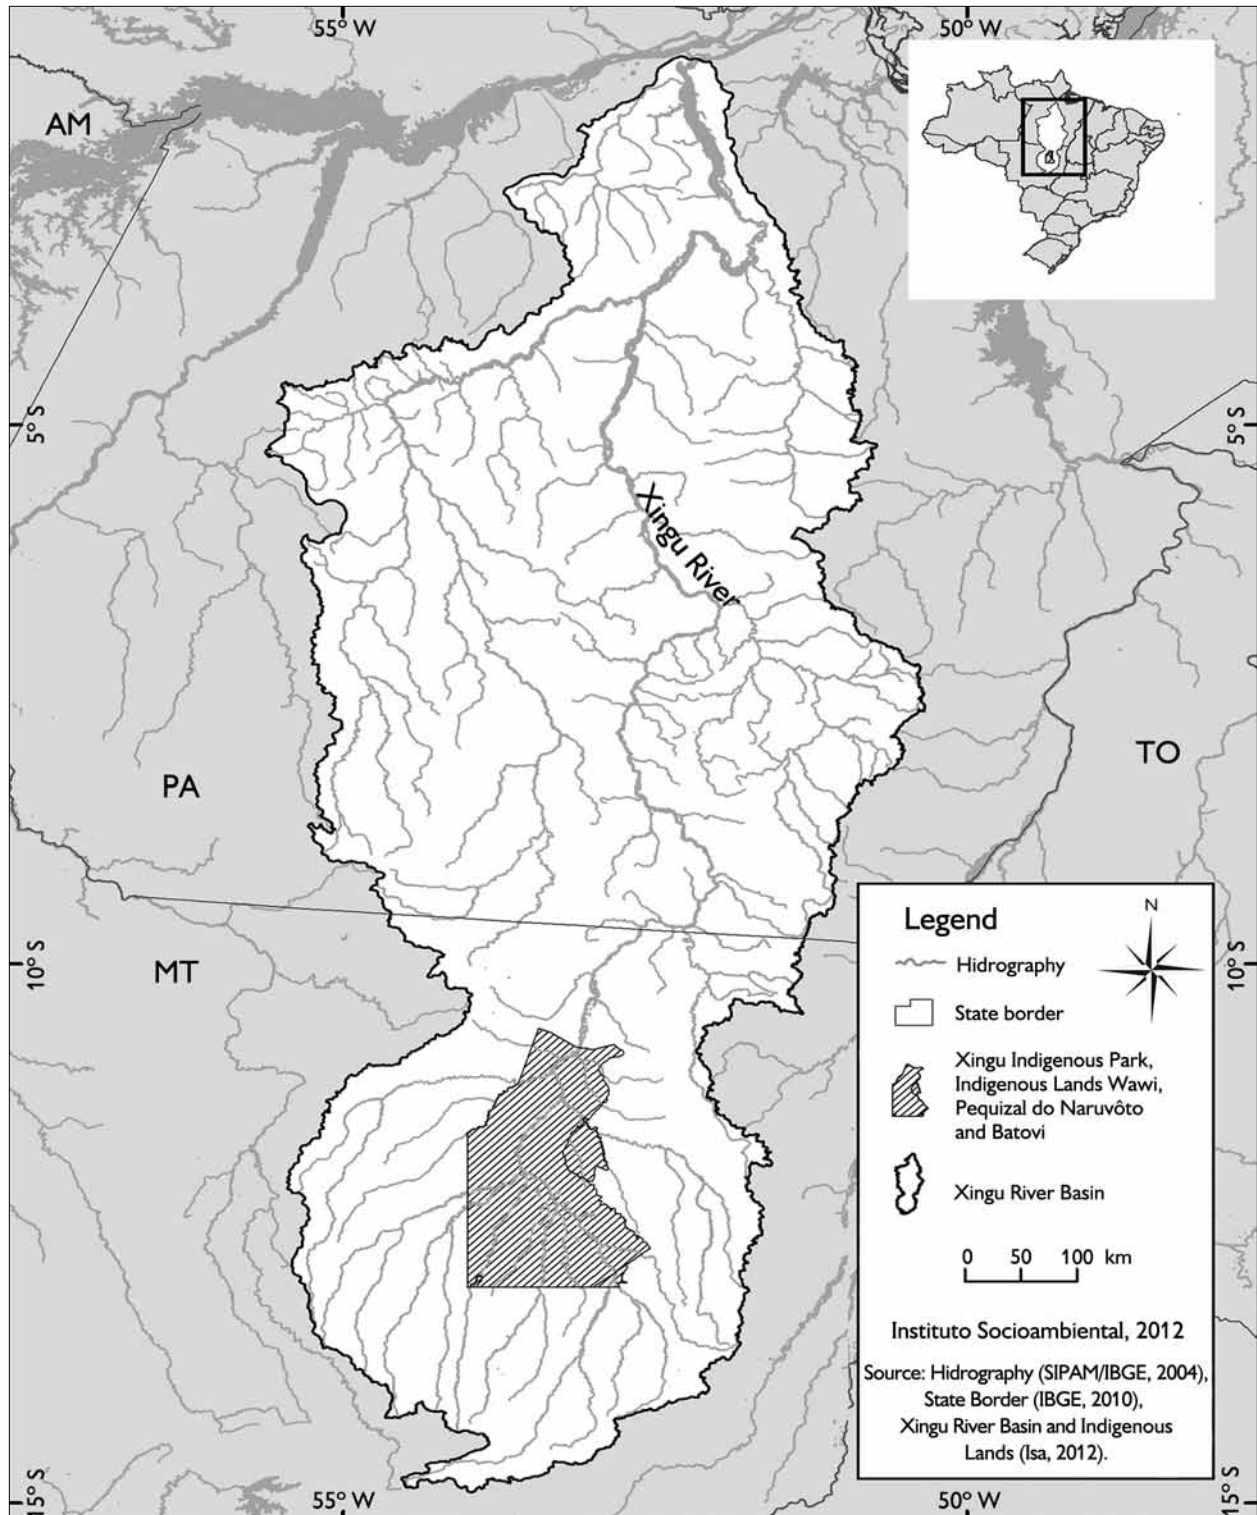 55° W
50° W
AM
5° S
5° S
Xingu River
PA
TO
MT
10° S
10° S
Legend
N
Hidrography
State border
Xingu Indigenous Park,
Indigenous Lands Wawi,
Pequizal do Naruvôto
and Batovi
Xingu River Basin
0 50 100 km
Instituto Socioambiental, 2012
Source: Hidrography (SIPAM/IBGE, 2004),
State Border (IBGE, 2010),
Xingu River Basin and Indigenous
Lands (Isa, 2012).
15° S
55° W
50° W
15° S